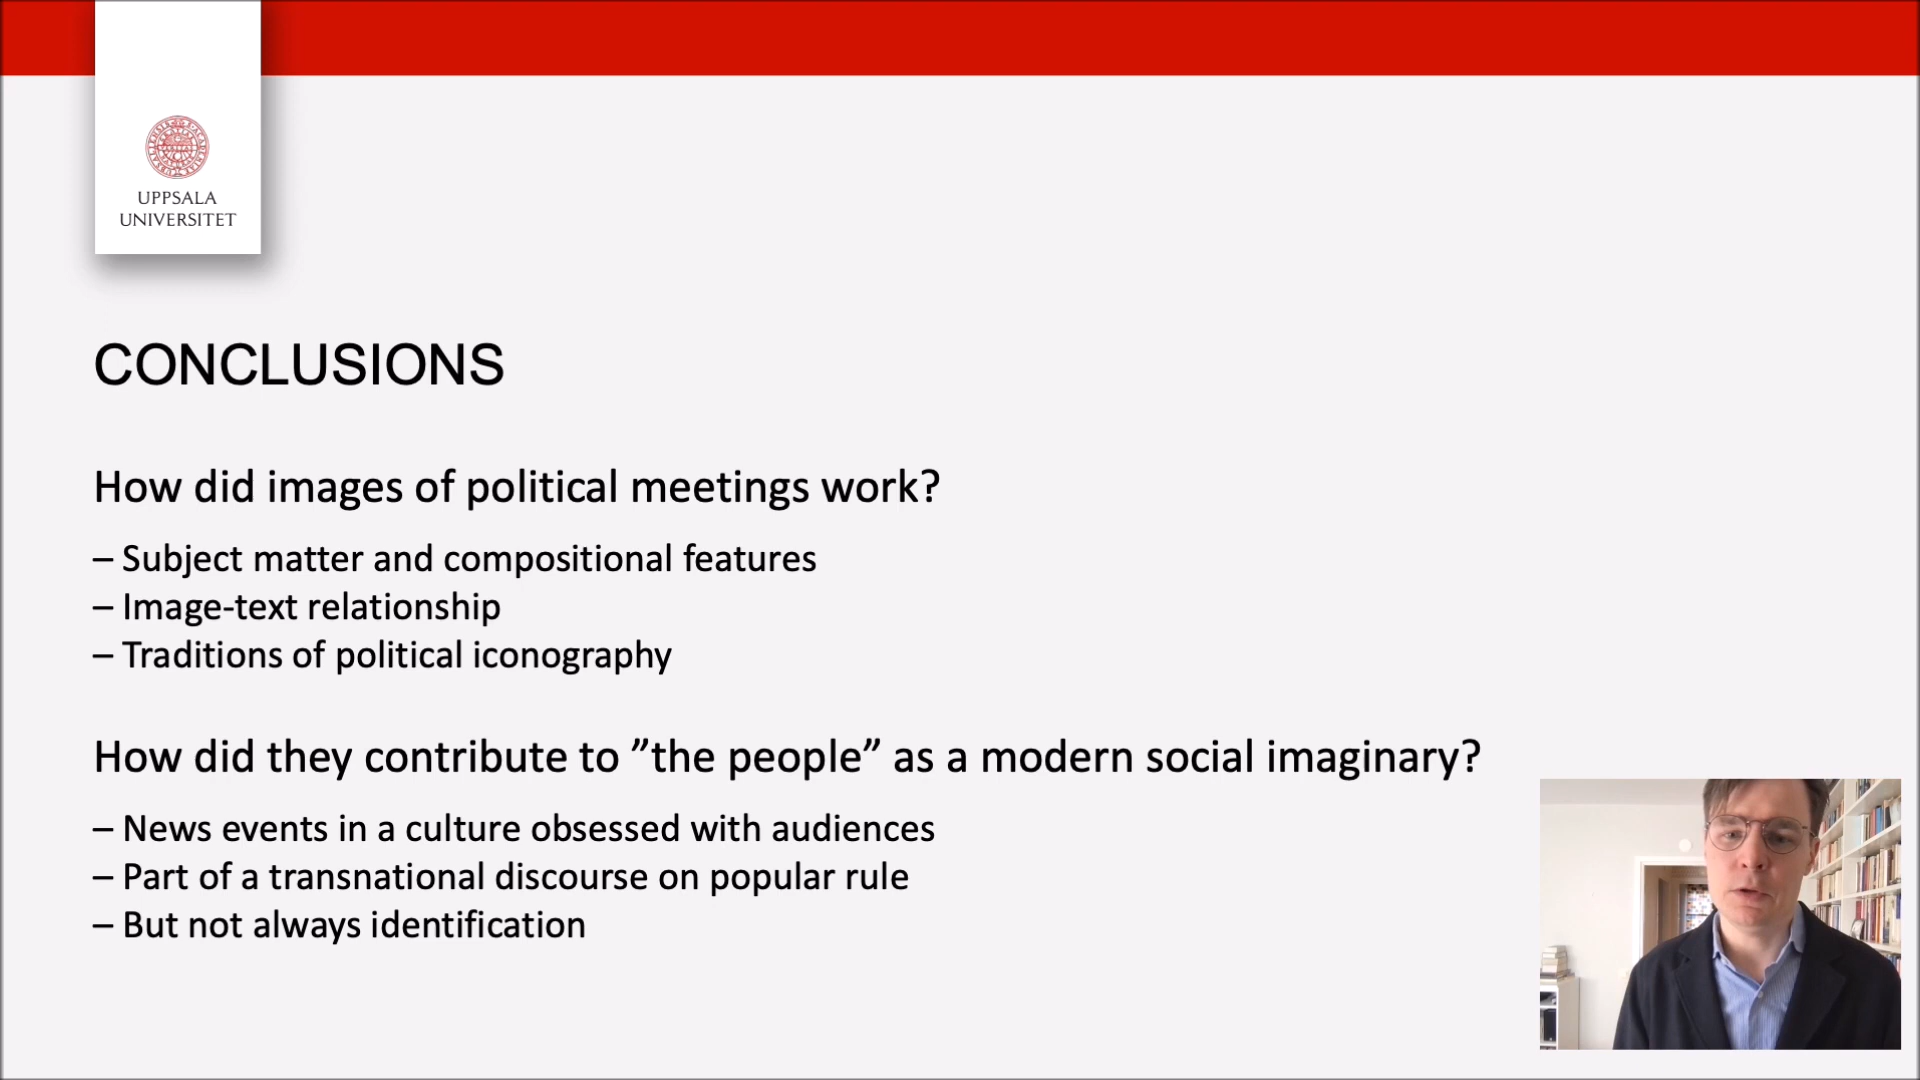 UPPSALA
UNIVERSITET
CONCLUSIONS
How did images of political meetings work?
– Subject matter and compositional features
– Image-text relationship
– Traditions of political iconography
How did they contribute to ”the people” as a modern social imaginary?
– News events in a culture obsessed with audiences
– Part of a transnational discourse on popular rule
– But not always identification